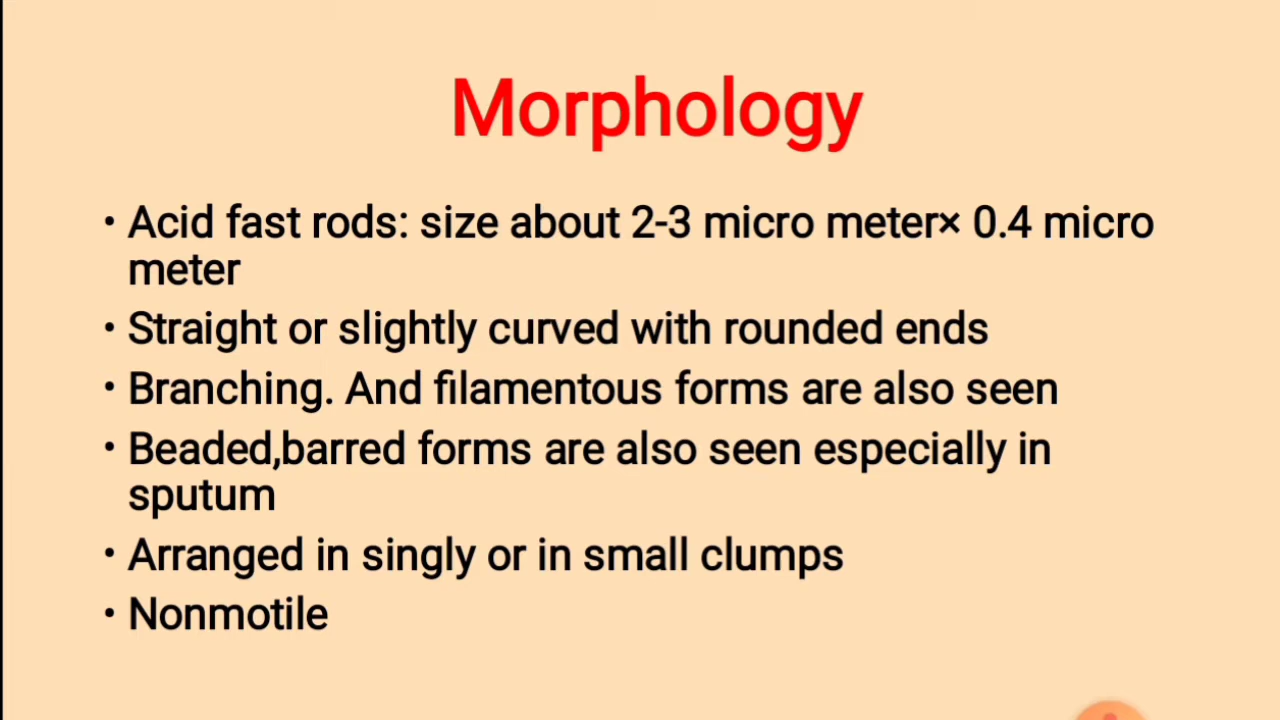 Morphology
• Acid fast rods: size about 2-3 micro meter× 0.4 micro
meter
• Straight or slightly curved with rounded ends
• Branching. And filamentous forms are also seen
• Beaded,barred forms are also seen especially in
sputum
• Arranged in singly or in small clumps
• Nonmotile